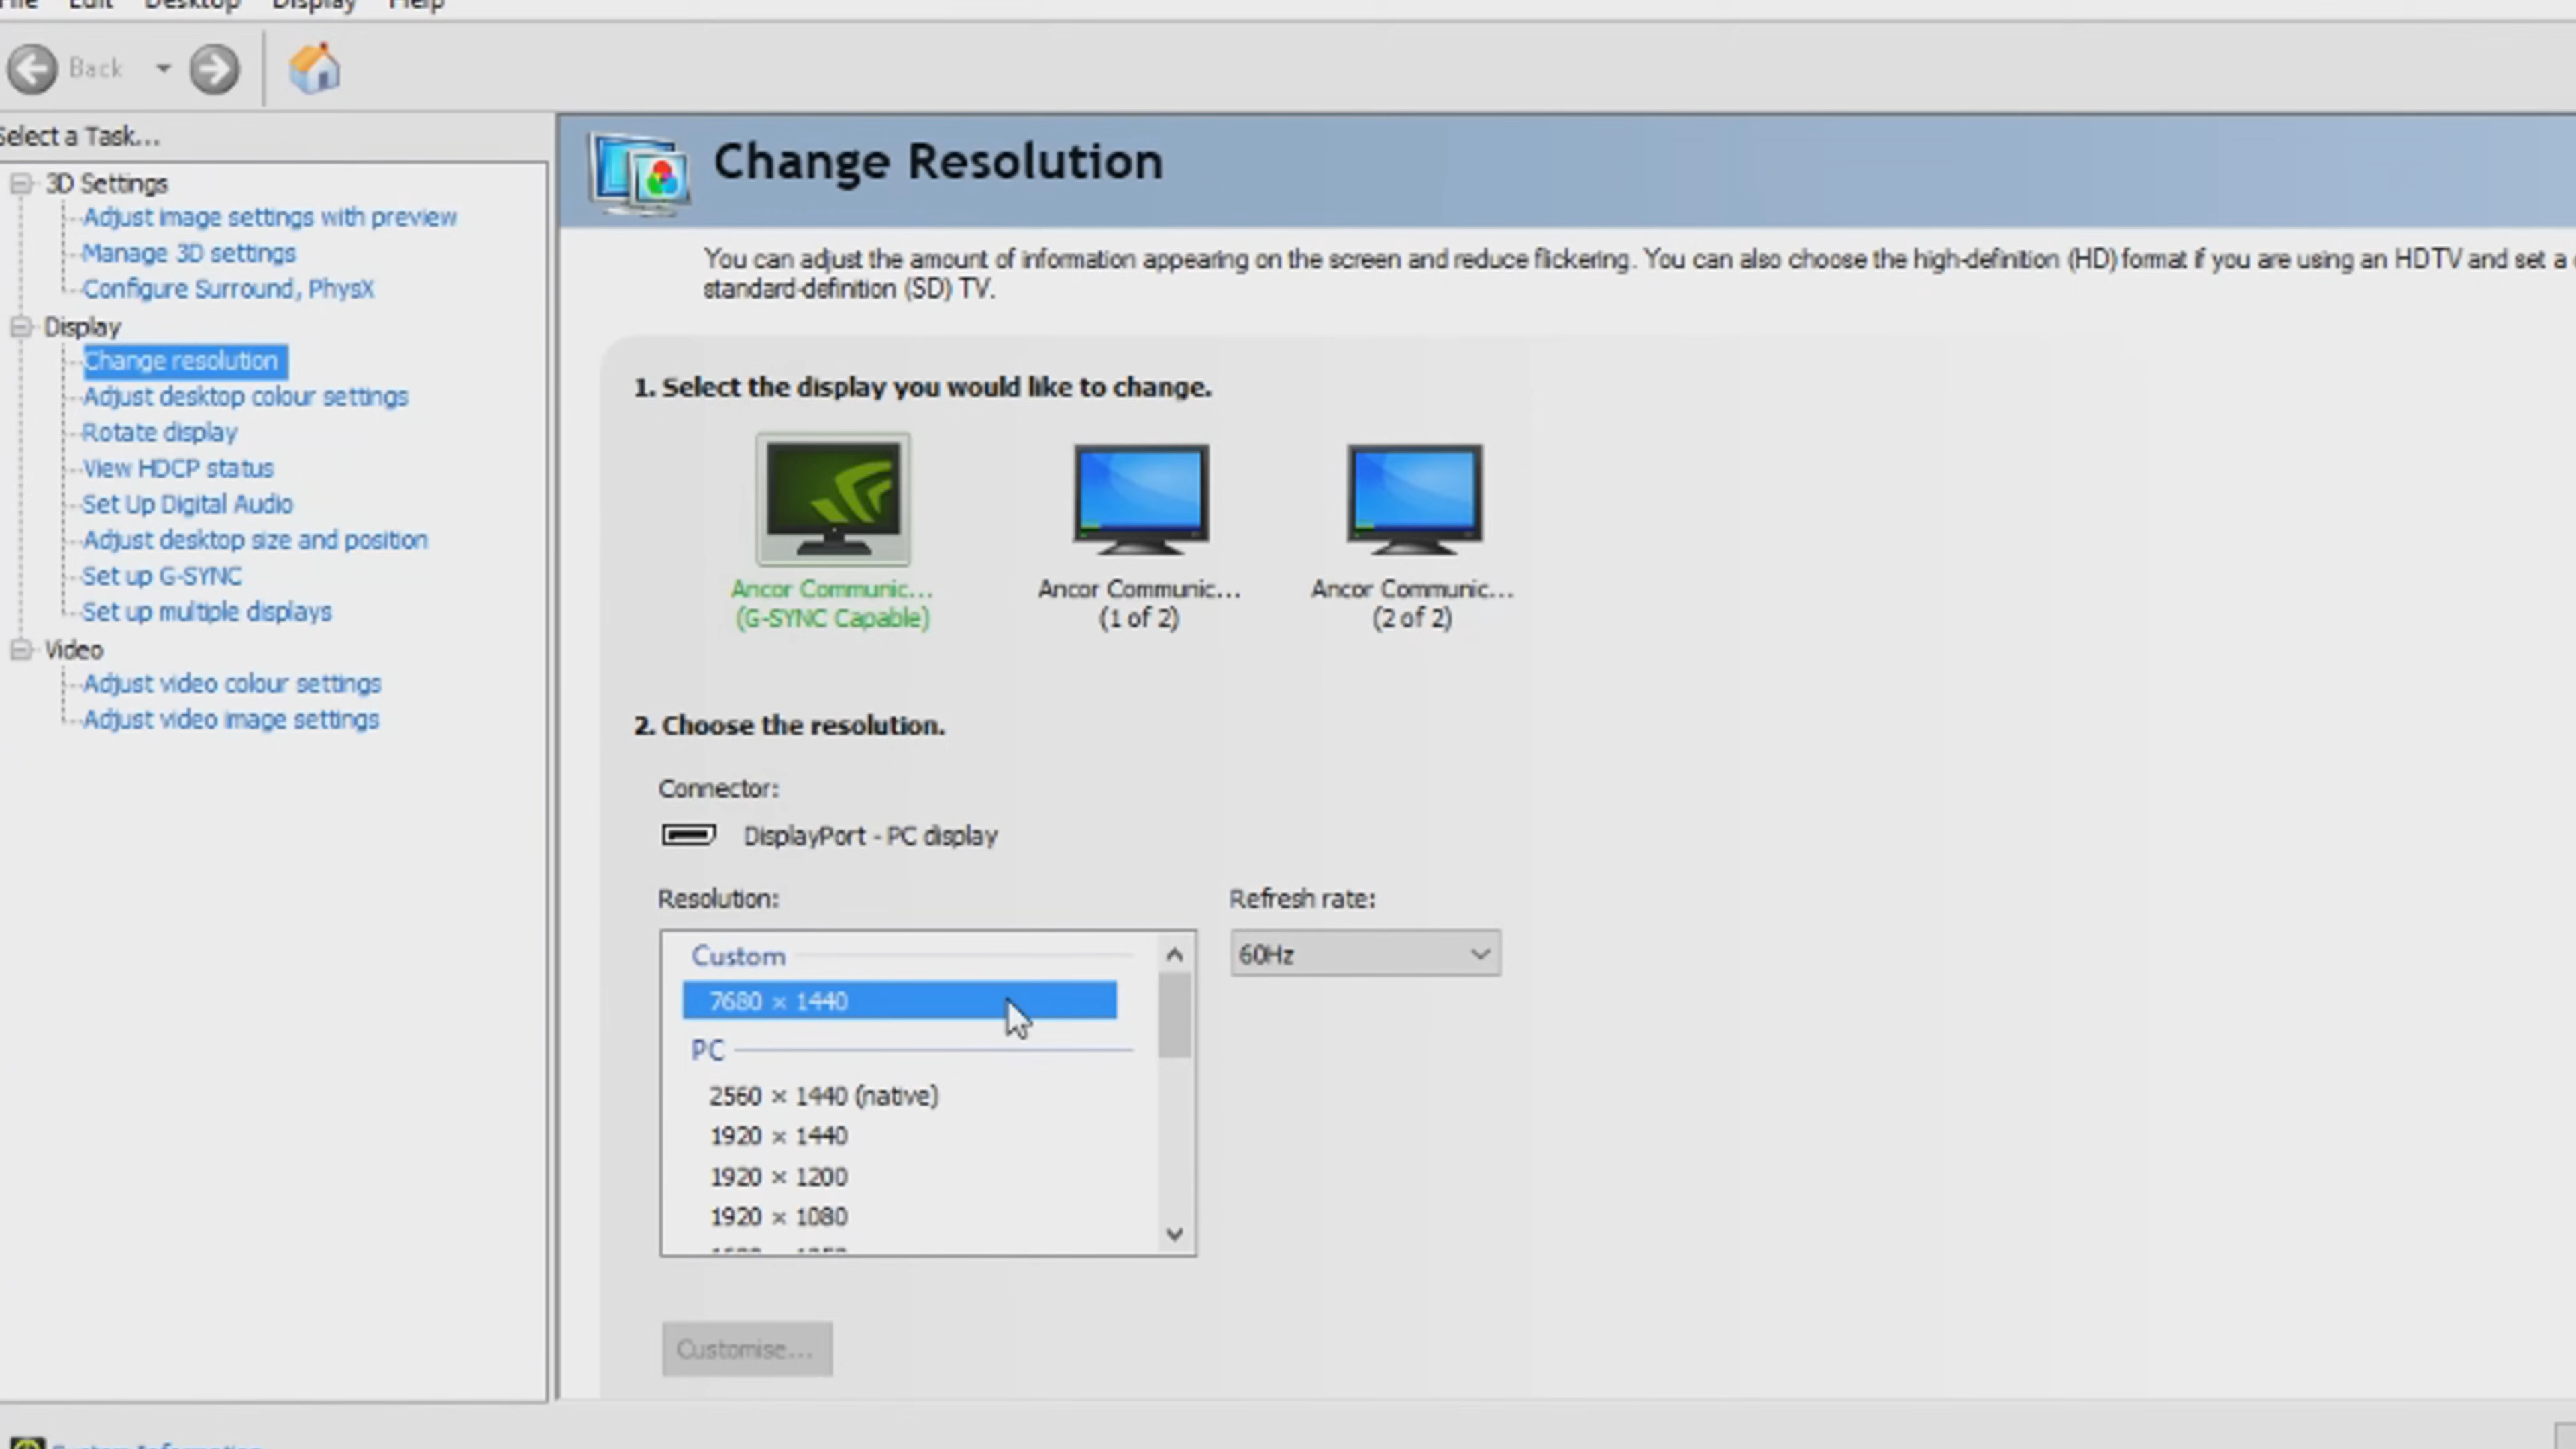 File Edit Desktop Display Help
Back
Select a Task...
3D Settings
Adjust image settings with preview
Manage 3D settings
Configure Surround, PhysX
Display
Change resolution
Adjust desktop colour settings
Rotate display
View HDCP status
Set Up Digital Audio
Adjust desktop size and position
Set up G-SYNC
Set up multiple displays
Video
Adjust video colour settings
Adjust video image settings
System Information
Change Resolution
You can adjust the amount of information appearing on the screen and reduce flickering. You can also choose the high-definition (HD) format if you are using an HDTV and set a
standard-definition (SD) TV.
1. Select the display you would like to change.
Ancor Communic...
(G-SYNC Capable)
Ancor Communic...
(1 of 2)
Ancor Communic...
(2 of 2)
2. Choose the resolution.
Connector:
DisplayPort - PC display
Resolution:
Refresh rate:
Custom
60Hz
7680 × 1440
PC
2560 × 1440 (native)
1920 × 1440
1920 × 1200
1920 × 1080
Customise...